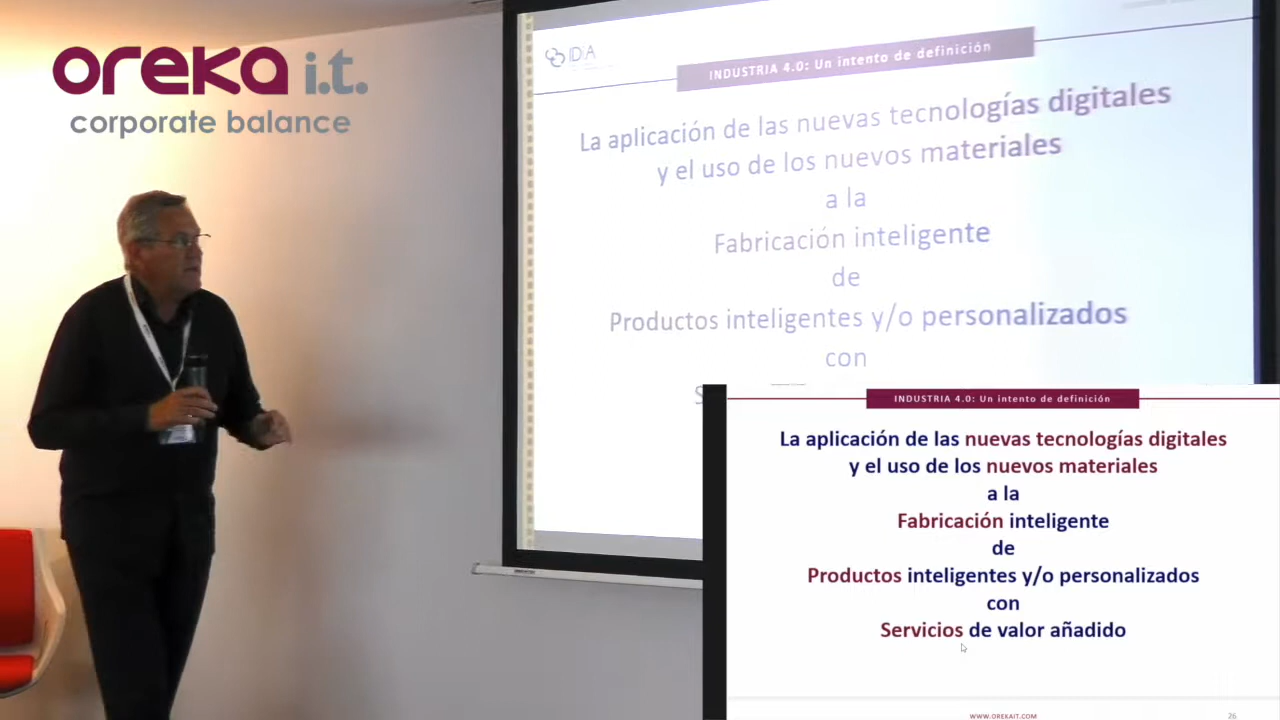 oreka i.t.
corporate balance
IDiA
INDUSTRIA 4.0: Un intento de definición
La aplicación de las nuevas tecnologías digitales
y el uso de los nuevos materiales
a la
Fabricación inteligente
de
Productos inteligentes y/o personalizados
con
S
INDUSTRIA 4.0: Un intento de definición
La aplicación de las nuevas tecnologías digitales
y el uso de los nuevos materiales
a la
Fabricación inteligente
de
Productos inteligentes y/o personalizados
con
Servicios de valor añadido
WWW.OREKAIT.COM
26